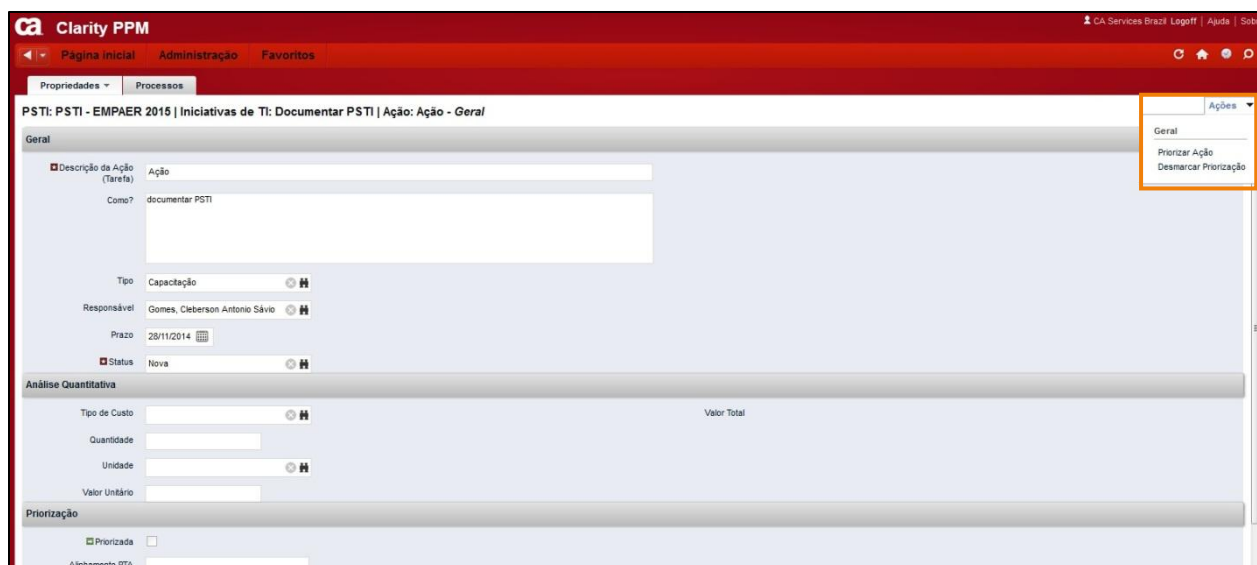 ca Clarity PPM
CA Services Brazil Logoff | Ajuda | Sob
Página inicial Administração Favoritos
Propriedades Processos
PSTI: PSTI - EMPAER 2015 | Iniciativas de TI: Documentar PSTI | Ação: Ação - Geral
Ações
Geral
Priorizar Ação
Desmarcar Priorização
Geral
Descrição da Ação (Tarefa) Ação
Como? documentar PSTI
Tipo Capacitação
Responsável Gomes, Cleberson Antonio Sávio
Prazo 28/11/2014
Status Nova
Análise Quantitativa
Tipo de Custo Valor Total
Quantidade
Unidade
Valor Unitário
Priorização
Priorizada
Alinhamento PTA